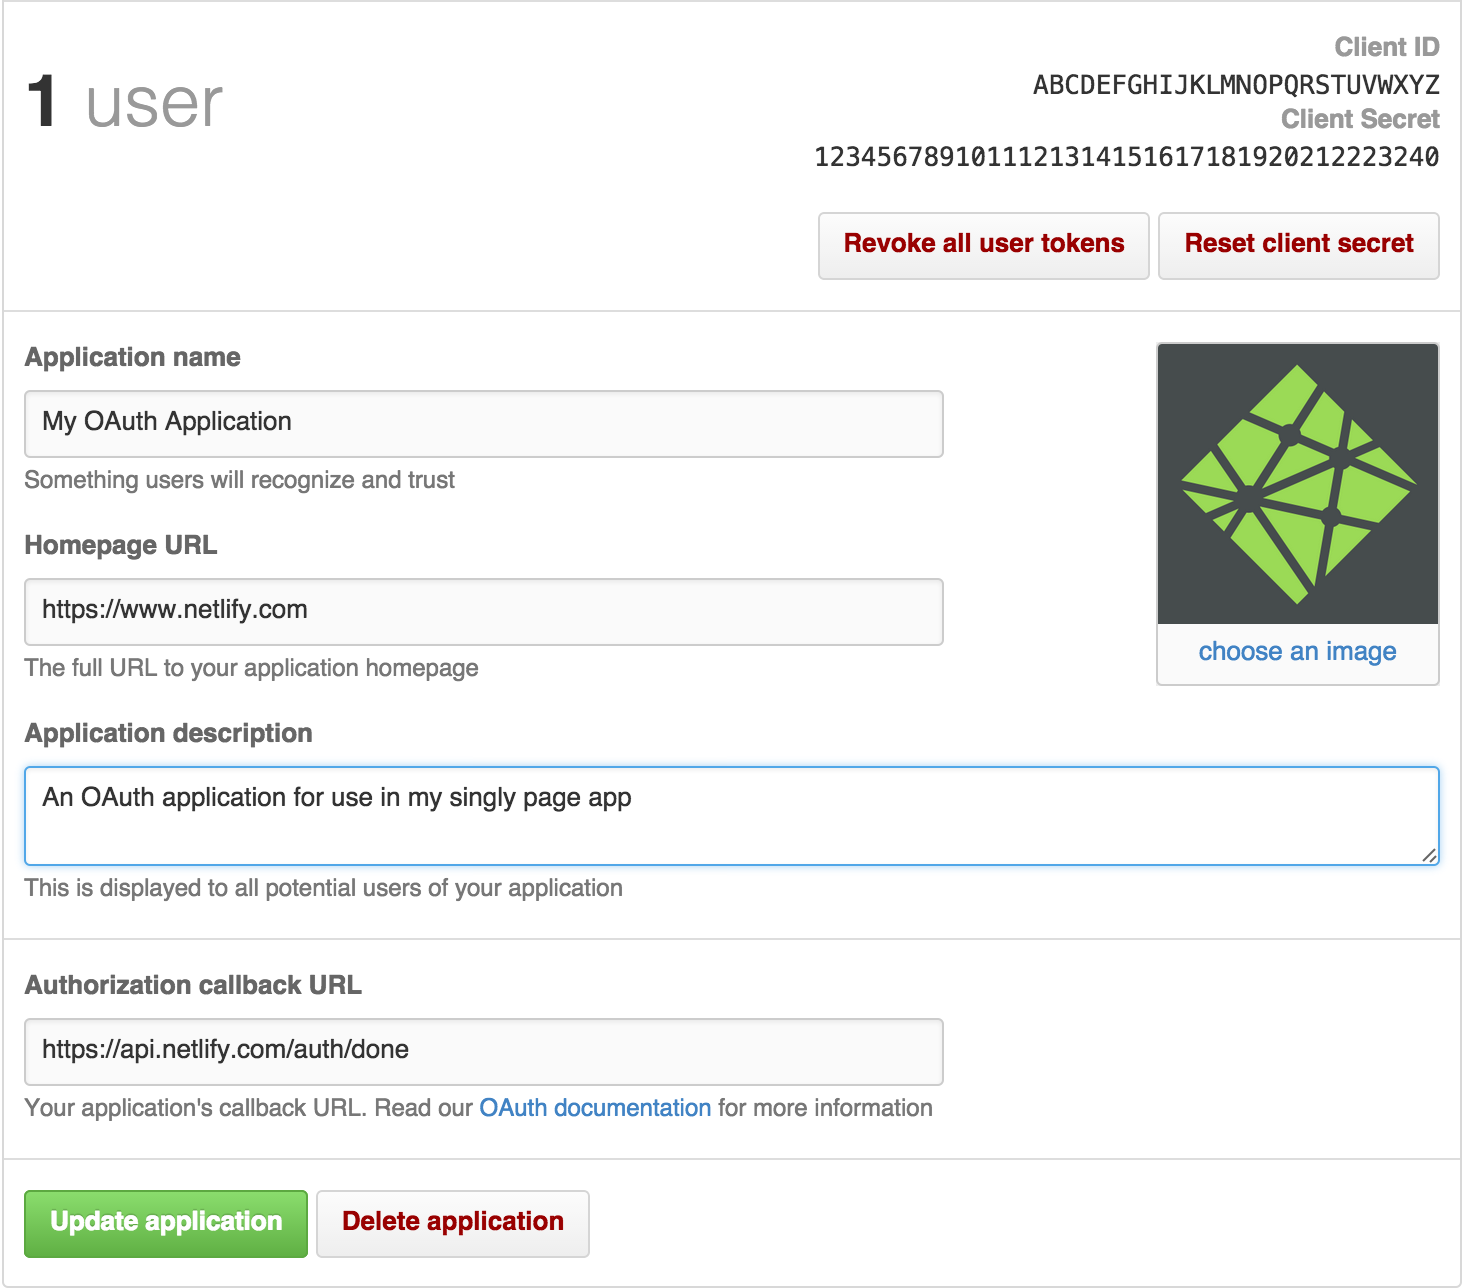 1 user
Client ID
ABCDEFGHIJKLMNOPQRSTUVWXYZ
Client Secret
1234567891011121314151617181920212223240
Revoke all user tokens
Reset client secret
Application name
My OAuth Application
Something users will recognize and trust
Homepage URL
https://www.netlify.com
The full URL to your application homepage
choose an image
Application description
An OAuth application for use in my singly page app
This is displayed to all potential users of your application
Authorization callback URL
https://api.netlify.com/auth/done
Your application's callback URL. Read our OAuth documentation for more information
Update application
Delete application